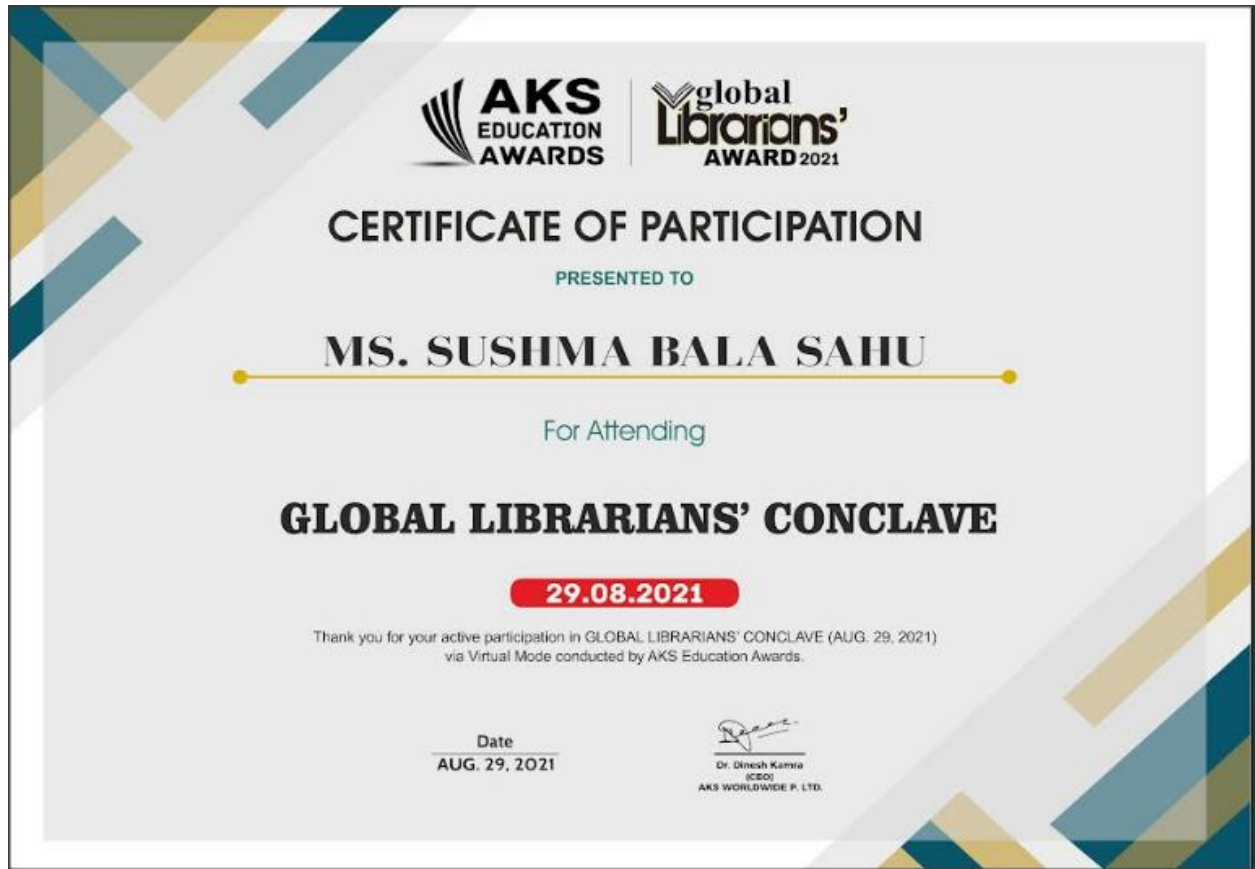 AKS
EDUCATION
AWARDS
global
Librarians’
AWARD 2021
CERTIFICATE OF PARTICIPATION
PRESENTED TO
MS. SUSHMA BALA SAHU
For Attending
GLOBAL LIBRARIANS’ CONCLAVE
29.08.2021
Thank you for your active participation in GLOBAL LIBRARIANS’ CONCLAVE (AUG. 29, 2021)
via Virtual Mode conducted by AKS Education Awards.
Date
AUG. 29, 2021
Dr. Dinesh Kamra
(CEO)
AKS WORLDWIDE P. LTD.